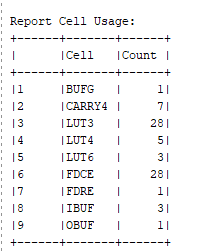 Report Cell Usage:
+------+-------+------+
|      |Cell   |Count |
+------+-------+------+
|1     |BUFG   |     1|
|2     |CARRY4 |     7|
|3     |LUT3   |    28|
|4     |LUT4   |     5|
|5     |LUT6   |     3|
|6     |FDCE   |    28|
|7     |FDRE   |     1|
|8     |IBUF   |     3|
|9     |OBUF   |     1|
+------+-------+------+